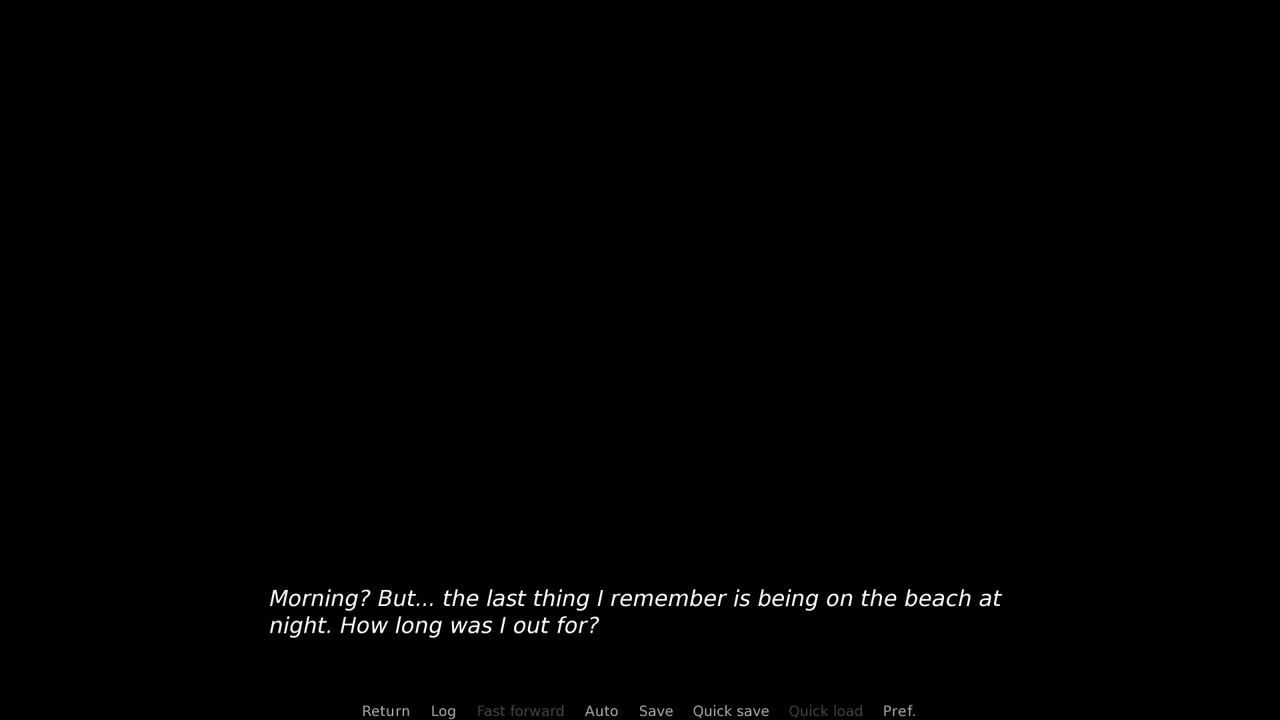 Morning? But... the last thing I remember is being on the beach at
night. How long was I out for?
Return Log Fast forward Auto Save Quick save Quick load Pref.